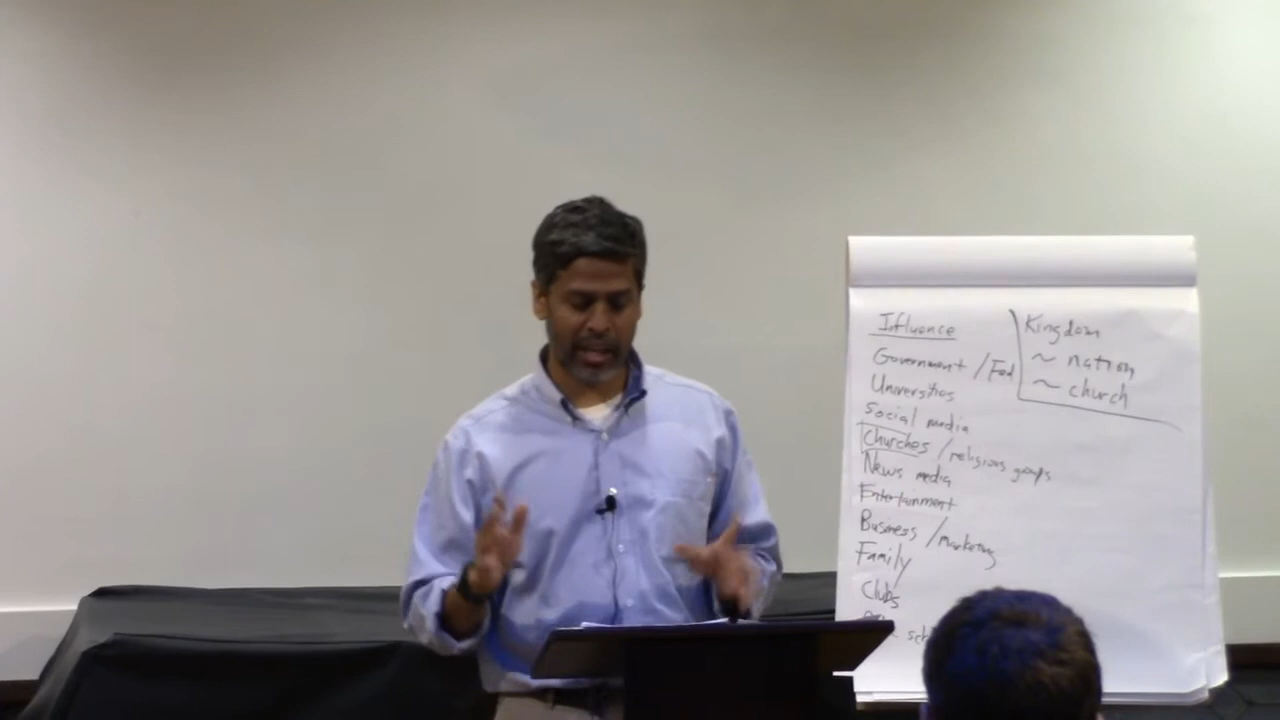 Influence
Government / Fed
Universities
Social media
Churches / religious groups
News media
Entertainment
Business / marketing
Family
Clubs
Kingdom
~ nation
~ church